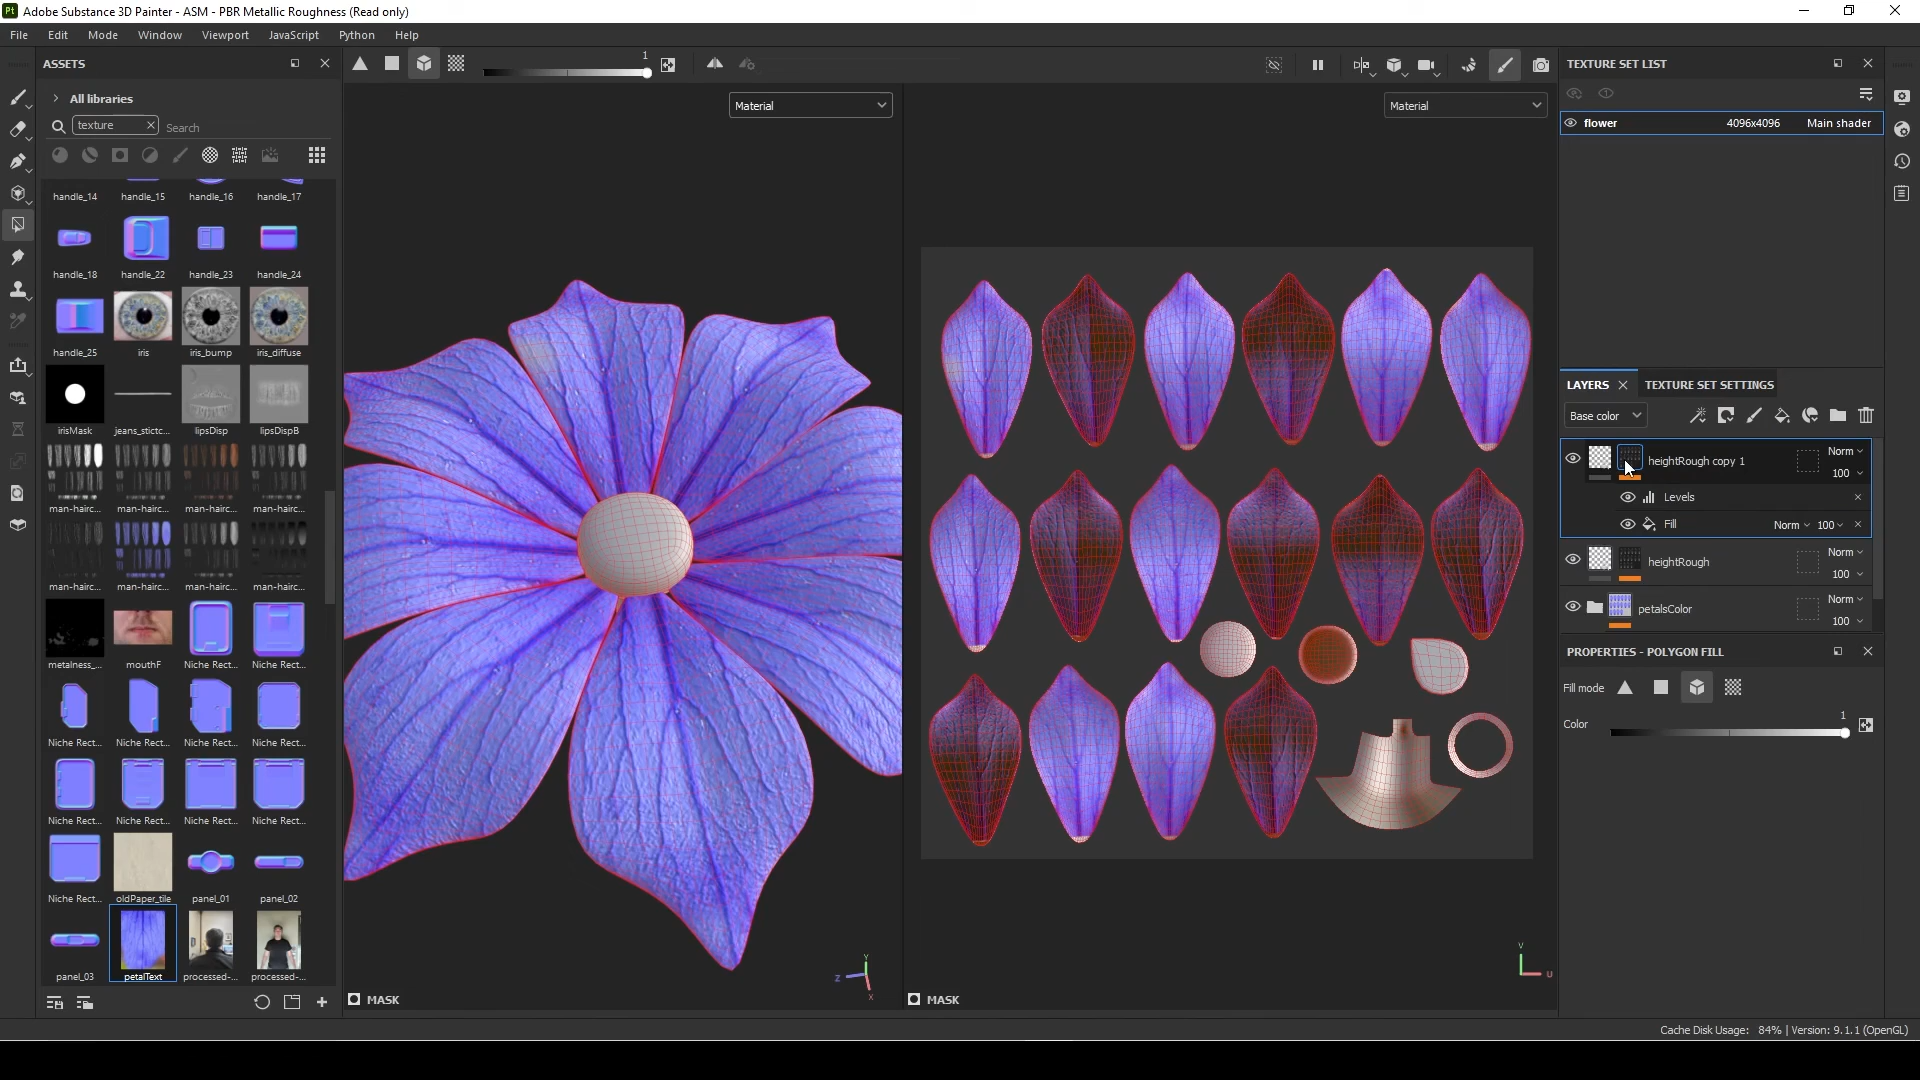 Pt Adobe Substance 3D Painter - ASM - PBR Metallic Roughness (Read only)
File Edit Mode Window Viewport JavaScript Python Help
ASSETS
All libraries
texture Search
handle_14 handle_15 handle_16 handle_17
handle_18 handle_22 handle_23 handle_24
handle_25 iris iris_bump iris_diffuse
irisMask jeans_stictc... lipsDisp lipsDispB
man-hairc... man-hairc... man-hairc... man-hairc...
man-hairc... man-hairc... man-hairc... man-hairc...
metalness_... mouthF Niche Rect... Niche Rect...
Niche Rect... Niche Rect... Niche Rect... Niche Rect...
Niche Rect... Niche Rect... Niche Rect... Niche Rect...
Niche Rect... oldPaper_tile panel_01 panel_02
panel_03 petalText processed-... processed-...
1
Material
Material
Y
Z
X
V
U
MASK
MASK
TEXTURE SET LIST
flower 4096x4096 Main shader
LAYERS TEXTURE SET SETTINGS
Base color
heightRough copy 1 Norm
100
Levels
Fill Norm 100
heightRough Norm
100
petalsColor Norm
100
PROPERTIES - POLYGON FILL
Fill mode
Color 1
Cache Disk Usage: 84% | Version: 9.1.1 (OpenGL)